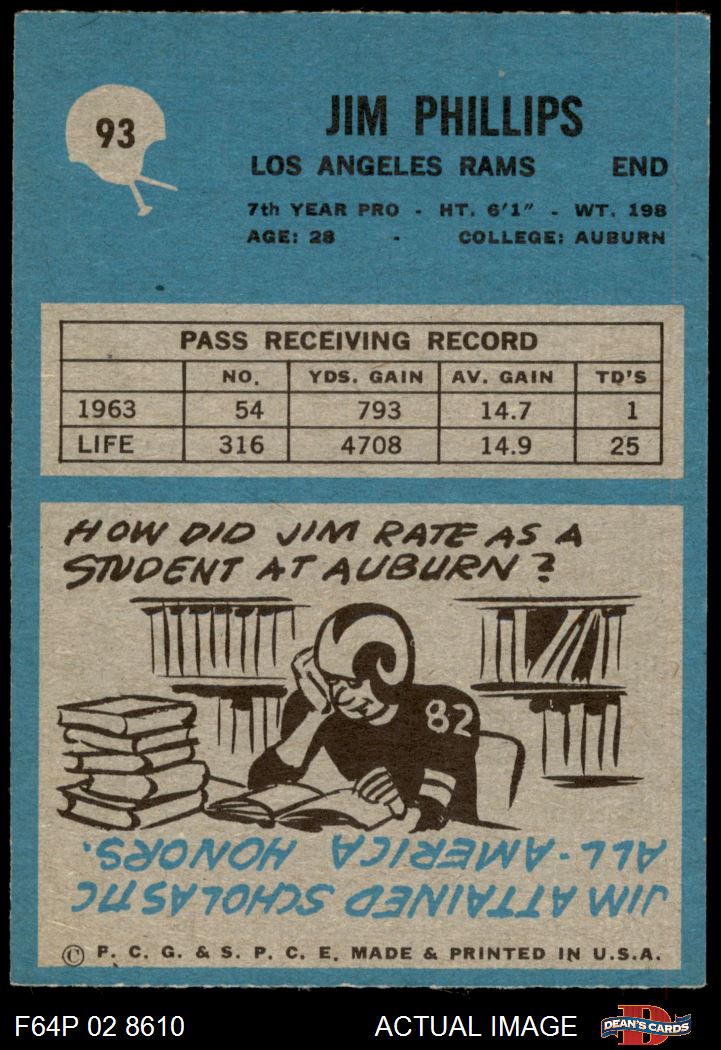 93
JIM PHILLIPS
LOS ANGELES RAMS END
7th YEAR PRO - HT. 6'1" - WT. 198
AGE: 28 - COLLEGE: AUBURN
PASS RECEIVING RECORD
NO. YDS. GAIN AV. GAIN TD'S
1963 54 793 14.7 1
LIFE 316 4708 14.9 25
HOW DID JIM RATE AS A
STUDENT AT AUBURN?
82
JIM ATTAINED SCHOLASTIC
ALL-AMERICA HONORS.
© P. C. G. & S. P. C. E. MADE & PRINTED IN U.S.A.
F64P 02 8610 ACTUAL IMAGE D DEAN'S CARDS